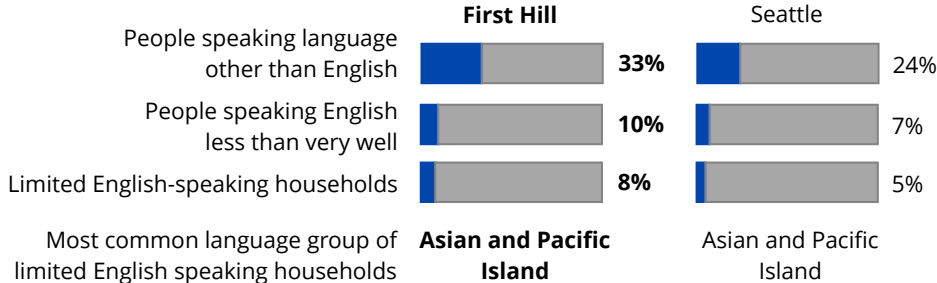 First Hill Seattle
People speaking language
other than English 33% 24%
People speaking English
less than very well 10% 7%
Limited English-speaking households 8% 5%
Most common language group of Asian and Pacific Asian and Pacific
limited English speaking households Island Island